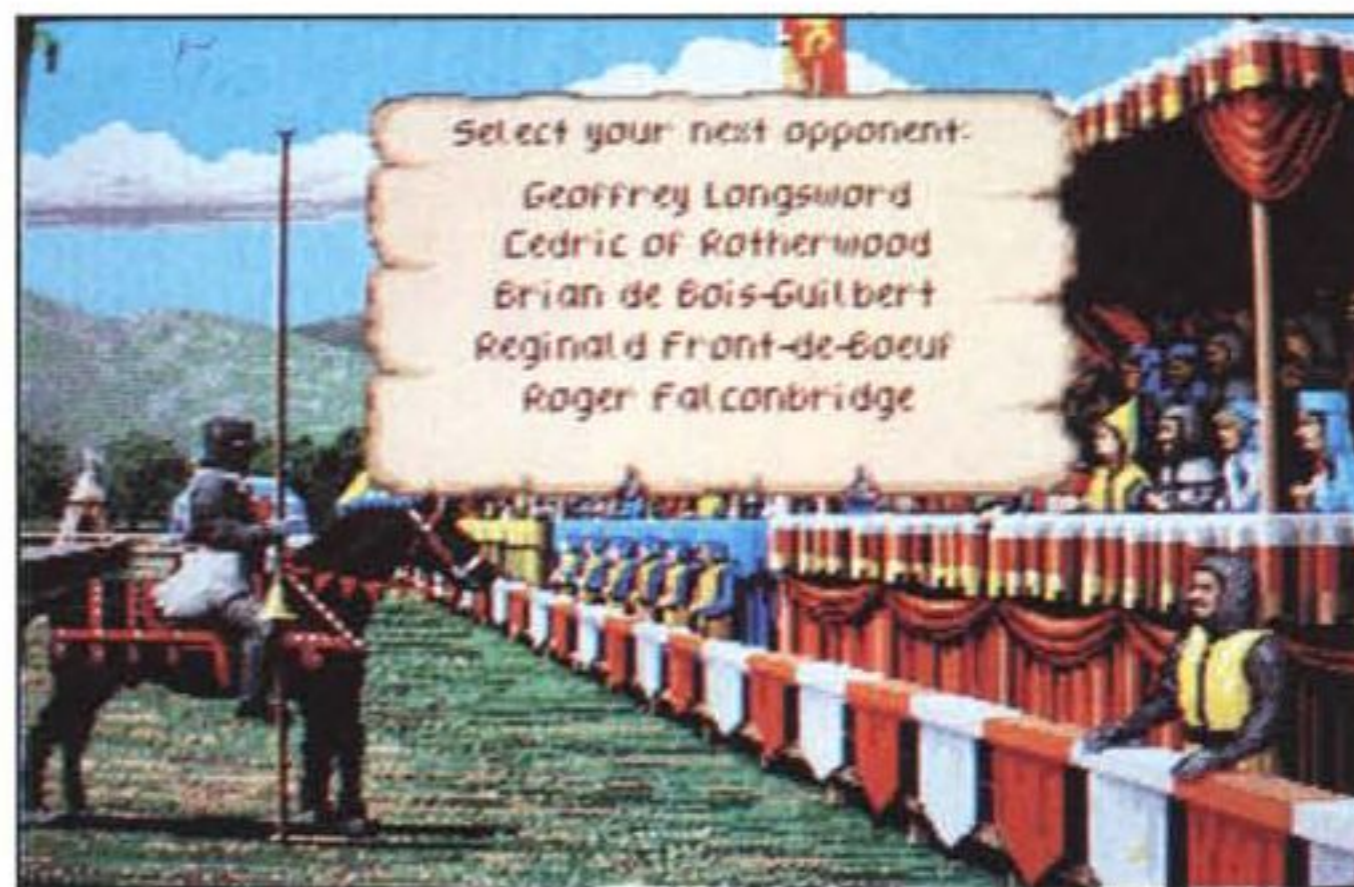 Select your next opponent:
Geoffrey Longsword
Cedric of Rotherwood
Brian de Bois-Guilbert
Reginald Front-de-Boeuf
Roger Falconbridge